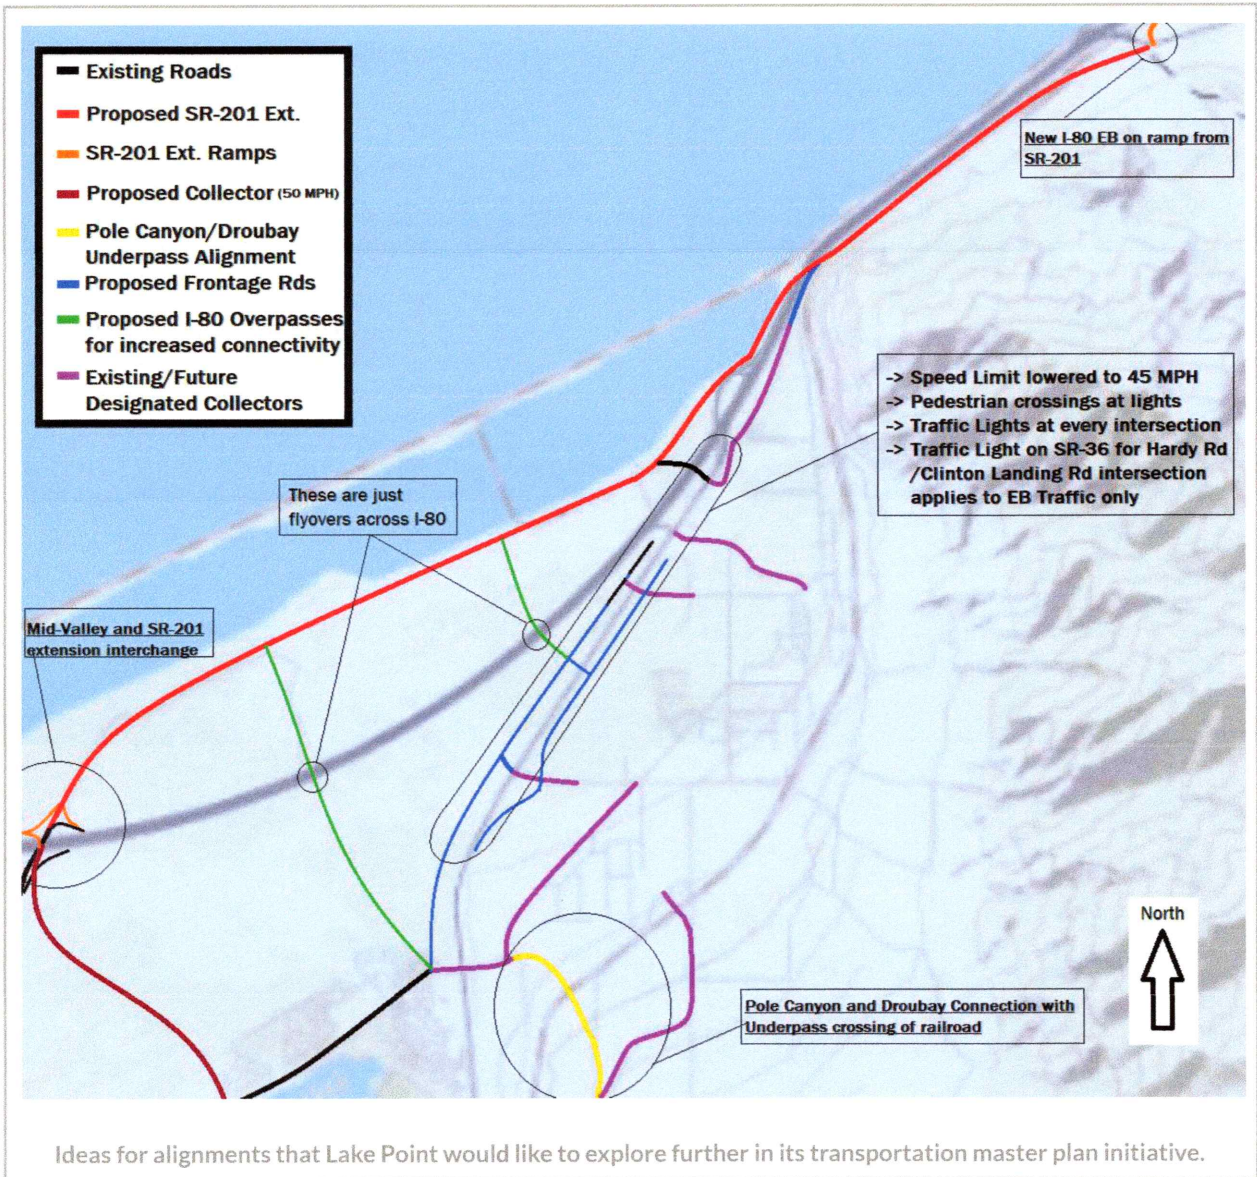 Existing Roads
Proposed SR-201 Ext.
SR-201 Ext. Ramps
Proposed Collector (50 MPH)
Pole Canyon/Droubay
Underpass Alignment
Proposed Frontage Rds
Proposed I-80 Overpasses
for increased connectivity
Existing/Future
Designated Collectors
New I-80 EB on ramp from
SR-201
-> Speed Limit lowered to 45 MPH
-> Pedestrian crossings at lights
-> Traffic Lights at every intersection
-> Traffic Light on SR-36 for Hardy Rd
/Clinton Landing Rd intersection
applies to EB Traffic only
These are just
flyovers across I-80
Mid-Valley and SR-201
extension interchange
North
Pole Canyon and Droubay Connection with
Underpass crossing of railroad
Ideas for alignments that Lake Point would like to explore further in its transportation master plan initiative.